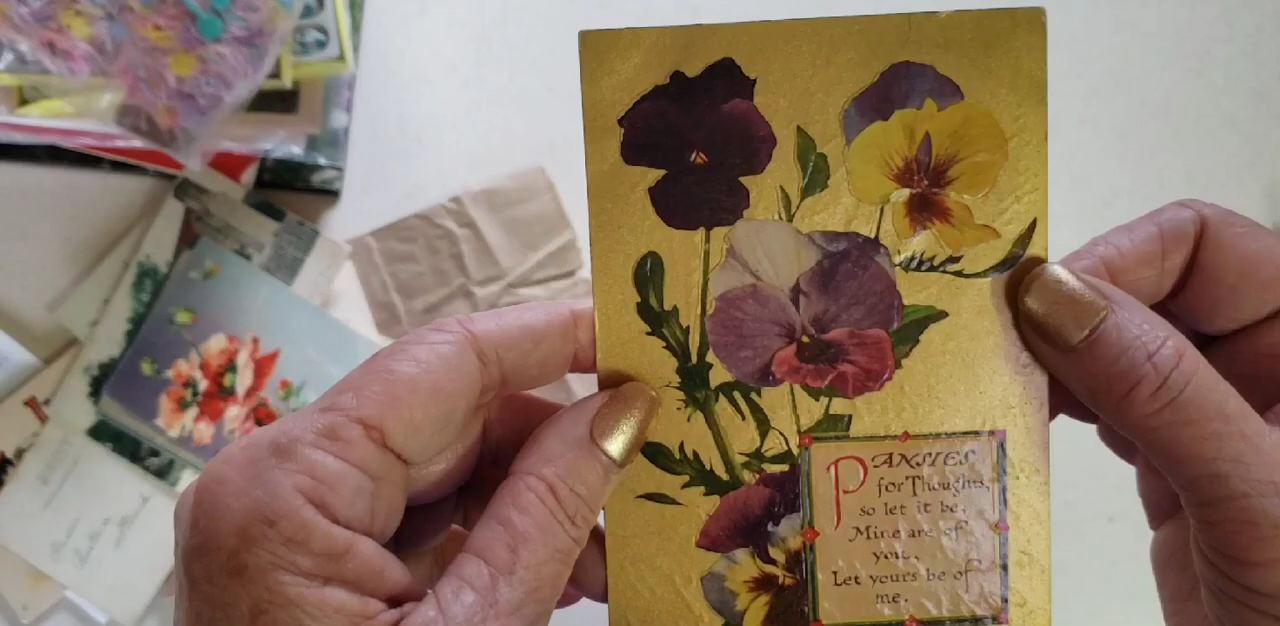 PANSIES
for Thoughts,
so let it be.
Mine are of
you.
Let yours be of
me.